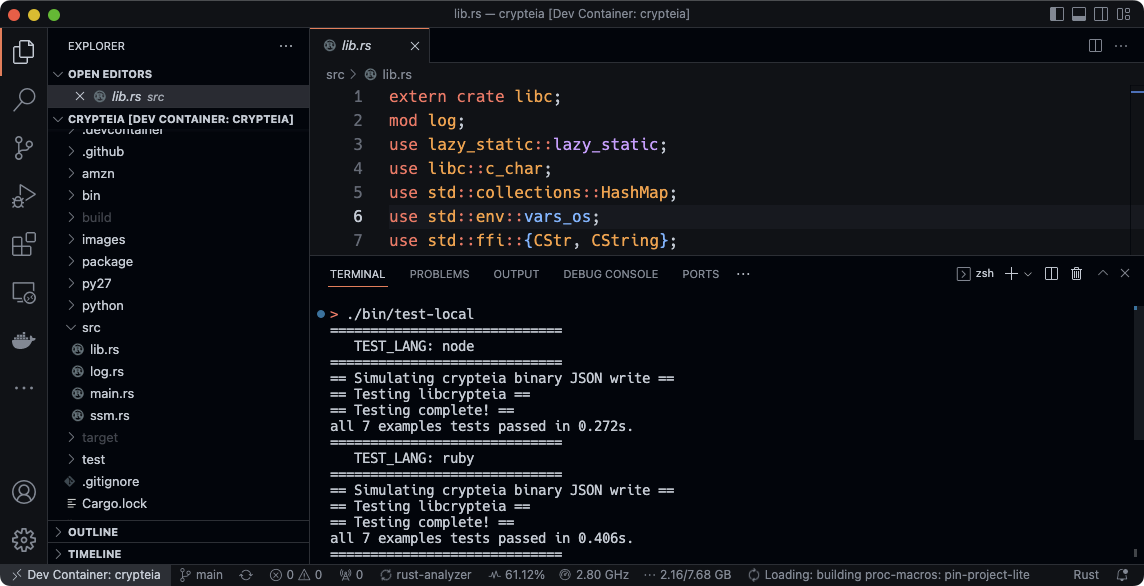 lib.rs — crypteia [Dev Container: crypteia]
EXPLORER
OPEN EDITORS
lib.rs src
CRYPTEIA [DEV CONTAINER: CRYPTEIA]
.devcontainer
.github
amzn
bin
build
images
package
py27
python
src
lib.rs
log.rs
main.rs
ssm.rs
target
test
.gitignore
Cargo.lock
OUTLINE
TIMELINE
lib.rs
src > lib.rs
1 extern crate libc;
2 mod log;
3 use lazy_static::lazy_static;
4 use libc::c_char;
5 use std::collections::HashMap;
6 use std::env::vars_os;
7 use std::ffi::{CStr, CString};
TERMINAL PROBLEMS OUTPUT DEBUG CONSOLE PORTS ··· zsh
> ./bin/test-local
=============================
TEST_LANG: node
=============================
== Simulating crypteia binary JSON write ==
== Testing libcrypteia ==
== Testing complete! ==
all 7 examples tests passed in 0.272s.
=============================
TEST_LANG: ruby
=============================
== Simulating crypteia binary JSON write ==
== Testing libcrypteia ==
== Testing complete! ==
all 7 examples tests passed in 0.406s.
=============================
Dev Container: crypteia main 0 0 0 rust-analyzer 61.12% 2.80 GHz 2.16/7.68 GB Loading: building proc-macros: pin-project-lite Rust